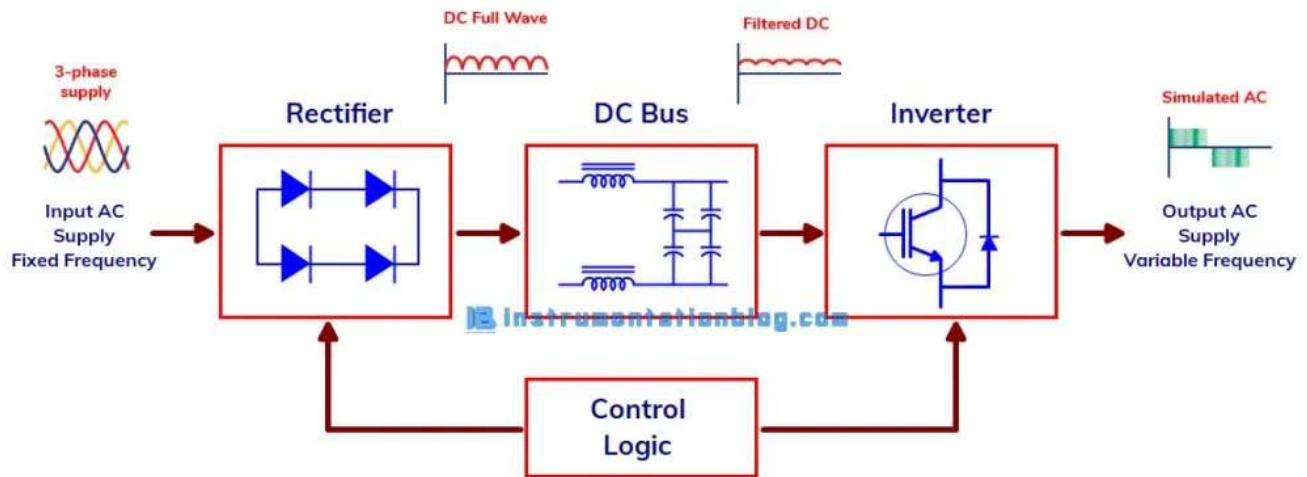 DC Full Wave
Filtered DC
3-phase
supply
Simulated AC
Rectifier
DC Bus
Inverter
Input AC
Supply
Fixed Frequency
Output AC
Supply
Variable Frequency
instrumentationblog.com
Control
Logic